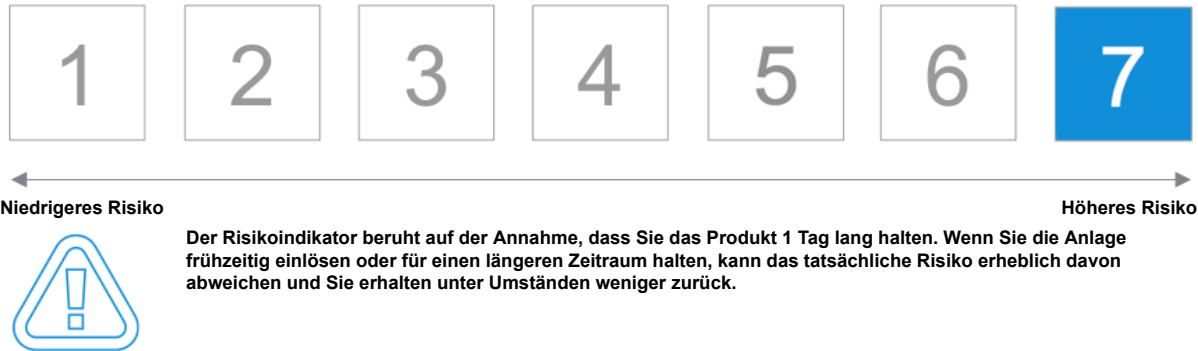 1 2 3 4 5 6 7
Niedrigeres Risiko Höheres Risiko
Der Risikoindikator beruht auf der Annahme, dass Sie das Produkt 1 Tag lang halten. Wenn Sie die Anlage
frühzeitig einlösen oder für einen längeren Zeitraum halten, kann das tatsächliche Risiko erheblich davon
abweichen und Sie erhalten unter Umständen weniger zurück.